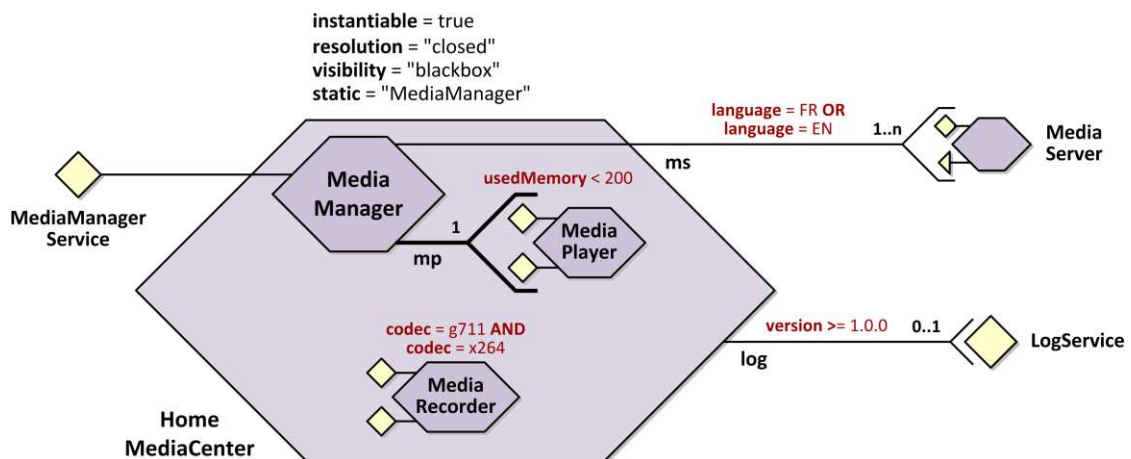 instantiable = true
resolution = "closed"
visibility = "blackbox"
static = "MediaManager"
language = FR OR
language = EN
1..n
Media
Server
ms
Media
Manager
MediaManager
Service
usedMemory < 200
1
mp
Media
Player
codec = g711 AND
codec = x264
Media
Recorder
version >= 1.0.0
0..1
LogService
log
Home
MediaCenter